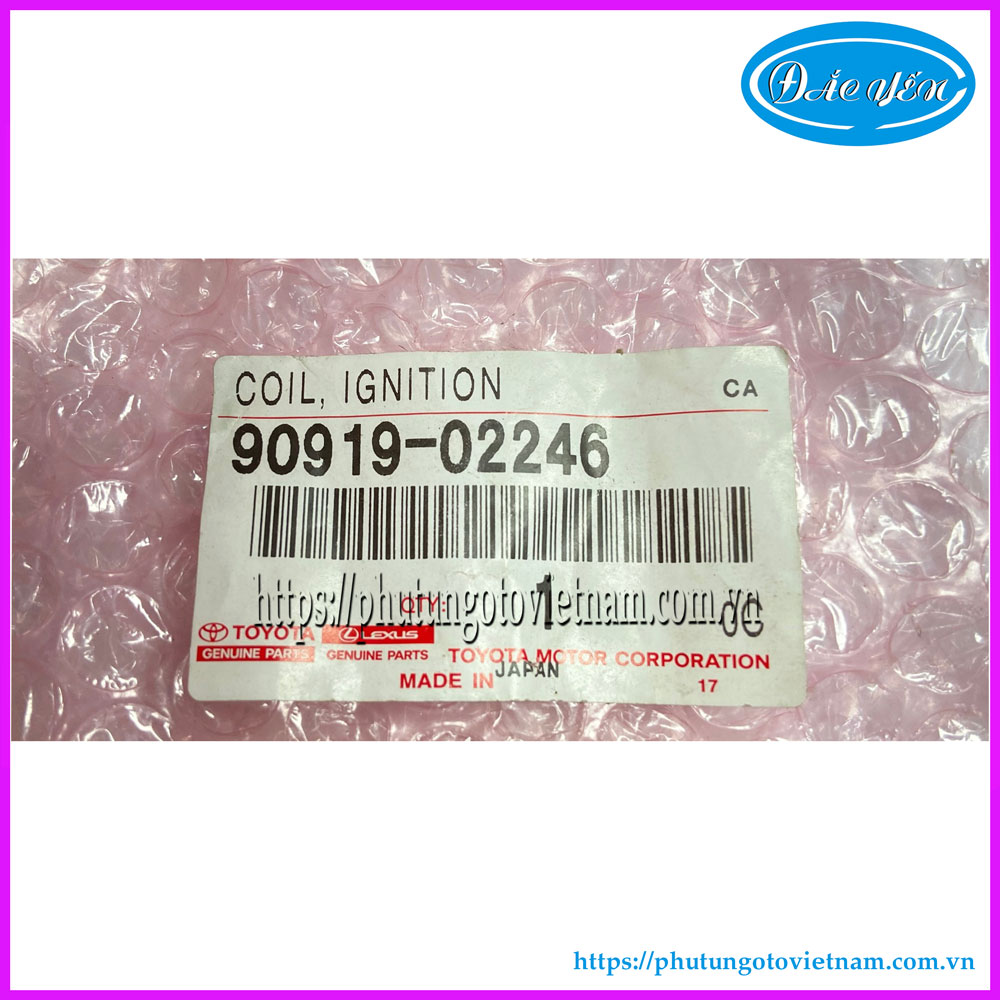 ĐẮC YẾN
COIL, IGNITION CA
90919-02246
https://phutungotovietnam.com.vn
QTY: 1 0G
TOYOTA LEXUS
GENUINE PARTS GENUINE PARTS TOYOTA MOTOR CORPORATION
MADE IN JAPAN 17
https://phutungotovietnam.com.vn